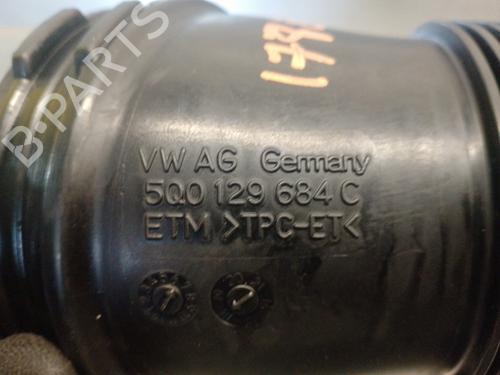 VW AG Germany
5Q0 129 684 C
ETM >TPC-ET<
B-PARTS